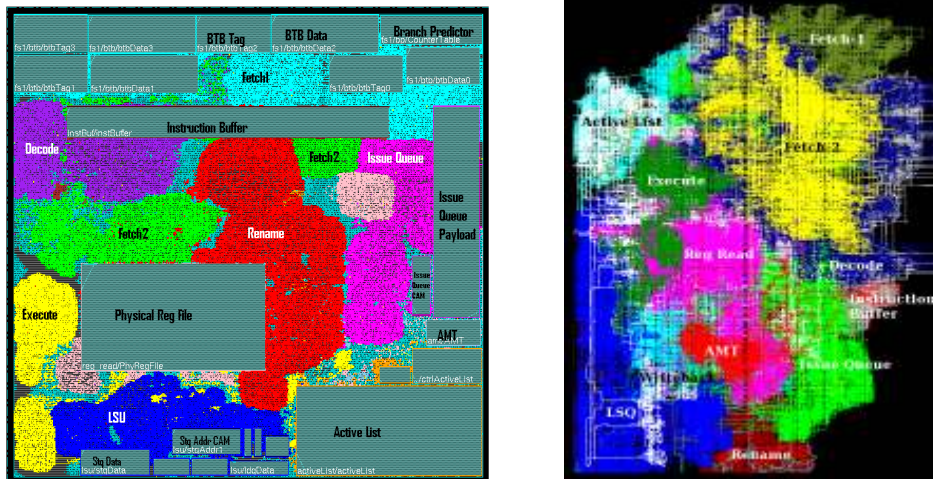 BTB Tag
BTB Data
Branch Predictor
fs1/btb/btbTag3
fs1/btb/btbData3
fs1/btb/btbTag2
fs1/btb/btbData2
fs1/bp/CounterTable
Fetch1
fs1/btb/btbTag1
fs1/btb/btbData1
fs1/btb/btbTag0
fs1/btb/btbData0
Instruction Buffer
instBuf/instBuffer
Decode
Fetch2
Issue Queue
Issue
Queue
Payload
Fetch2
Rename
Issue
Queue
CAM
Execute
Physical Reg File
AMT
reg_read/PhyRegFile
/ctrlActiveList
LSU
Active List
Stq Addr CAM
lsu/stqAddr1
Stq Data
lsu/stqData
lsu/ldqData
activeList/activeList
Fetch-1
Active List
Fetch-2
Execute
Reg Read
Decode
Instruction
Buffer
AMT
Issue Queue
Writeback
LSQ
Rename